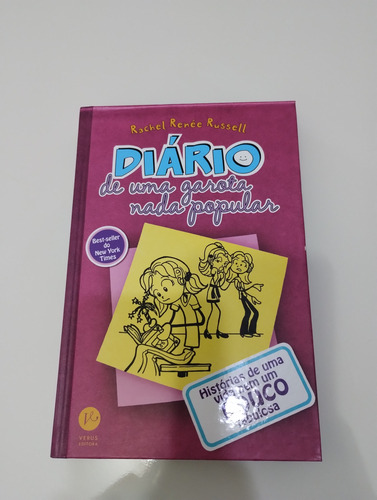 Rachel Renée Russell
DIÁRIO
de uma garota
nada popular
Best-seller
do
New York
Times
Histórias de uma
vida nem um
pouco
fabulosa
VERUS
EDITORA